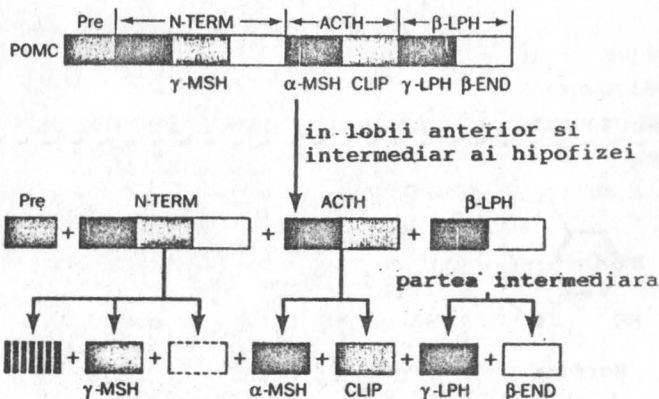 Pre N-TERM ACTH β-LPH
POMC
γ-MSH α-MSH CLIP γ-LPH β-END
in lobii anterior si
intermediar ai hipofizei
Pre N-TERM ACTH β-LPH
+ + +
partea intermediara
+ + + + + +
γ-MSH α-MSH CLIP γ-LPH β-END